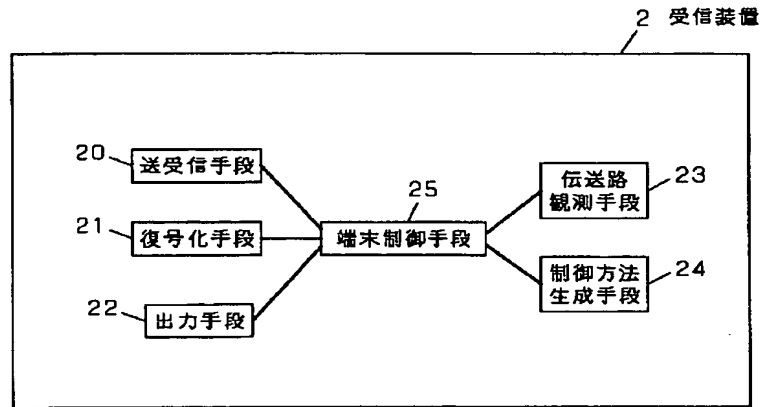 2 受信装置
20 送受信手段
21 復号化手段
22 出力手段
25
端末制御手段
伝送路
観測手段
23
制御方法
生成手段
24